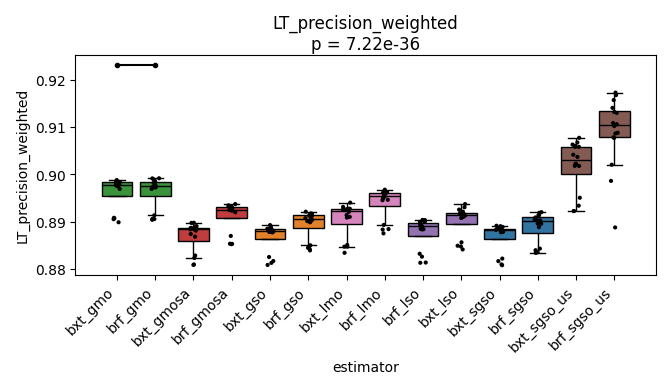 LT_precision_weighted
p = 7.22e-36
LT_precision_weighted
0.92
0.91
0.90
0.89
0.88
bxt_gmo
brf_gmo
bxt_gmosa
brf_gmosa
bxt_gso
brf_gso
bxt_lmo
brf_lmo
brf_lso
bxt_lso
bxt_sgso
brf_sgso
bxt_sgso_us
brf_sgso_us
estimator